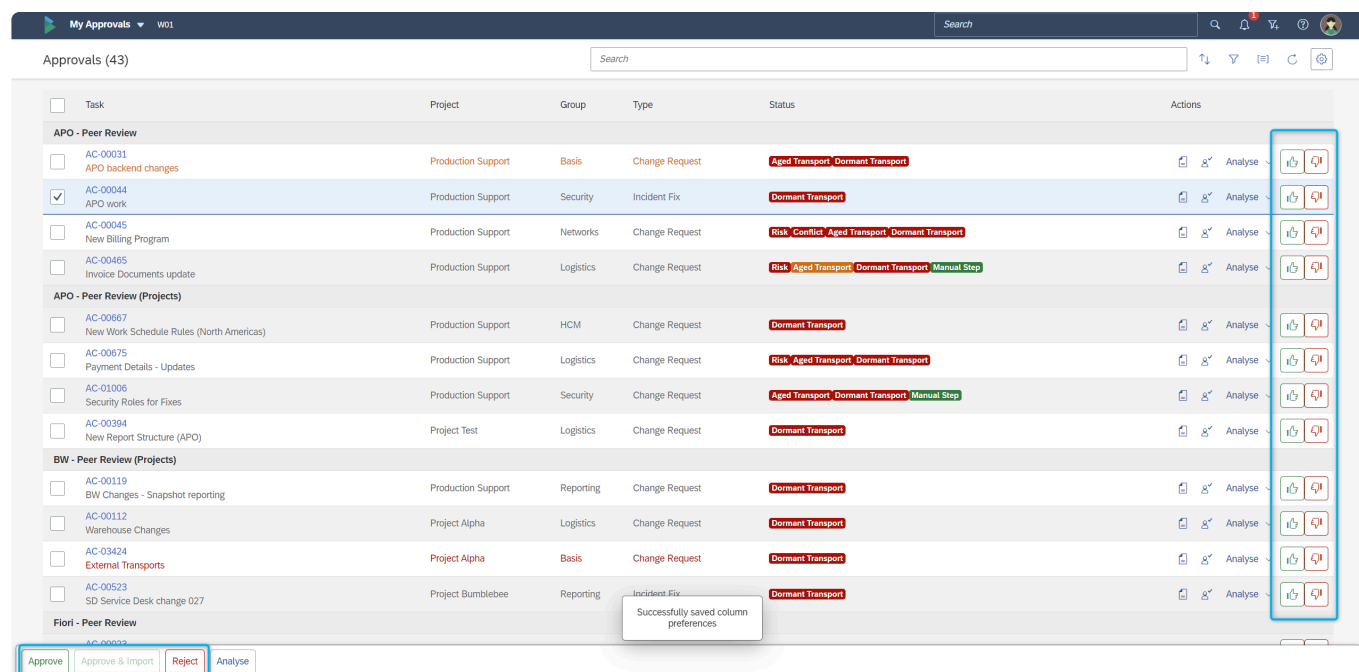 My Approvals W01 Search 1
Approvals (43) Search
Task Project Group Type Status Actions
APO - Peer Review
AC-00031
APO backend changes Production Support Basis Change Request Aged Transport Dormant Transport Analyse
AC-00044
APO work Production Support Security Incident Fix Dormant Transport Analyse
AC-00045
New Billing Program Production Support Networks Change Request Risk Conflict Aged Transport Dormant Transport Analyse
AC-00465
Invoice Documents update Production Support Logistics Change Request Risk Aged Transport Dormant Transport Manual Step Analyse
APO - Peer Review (Projects)
AC-00667
New Work Schedule Rules (North Americas) Production Support HCM Change Request Dormant Transport Analyse
AC-00675
Payment Details - Updates Production Support Logistics Change Request Risk Aged Transport Dormant Transport Analyse
AC-01006
Security Roles for Fixes Production Support Security Change Request Aged Transport Dormant Transport Manual Step Analyse
AC-00394
New Report Structure (APO) Project Test Logistics Change Request Dormant Transport Analyse
BW - Peer Review (Projects)
AC-00119
BW Changes - Snapshot reporting Production Support Reporting Change Request Dormant Transport Analyse
AC-00112
Warehouse Changes Project Alpha Logistics Change Request Dormant Transport Analyse
AC-03424
External Transports Project Alpha Basis Change Request Dormant Transport Analyse
AC-00523
SD Service Desk change 027 Project Bumblebee Reporting Incident Fix Dormant Transport Analyse
Successfully saved column
preferences
Fiori - Peer Review
Approve Approve & Import Reject Analyse